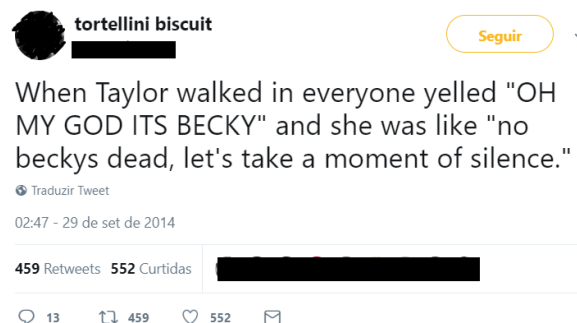 tortellini biscuit
Seguir
When Taylor walked in everyone yelled "OH
MY GOD ITS BECKY" and she was like "no
beckys dead, let's take a moment of silence."
Traduzir Tweet
02:47 - 29 de set de 2014
459 Retweets 552 Curtidas
13 459 552